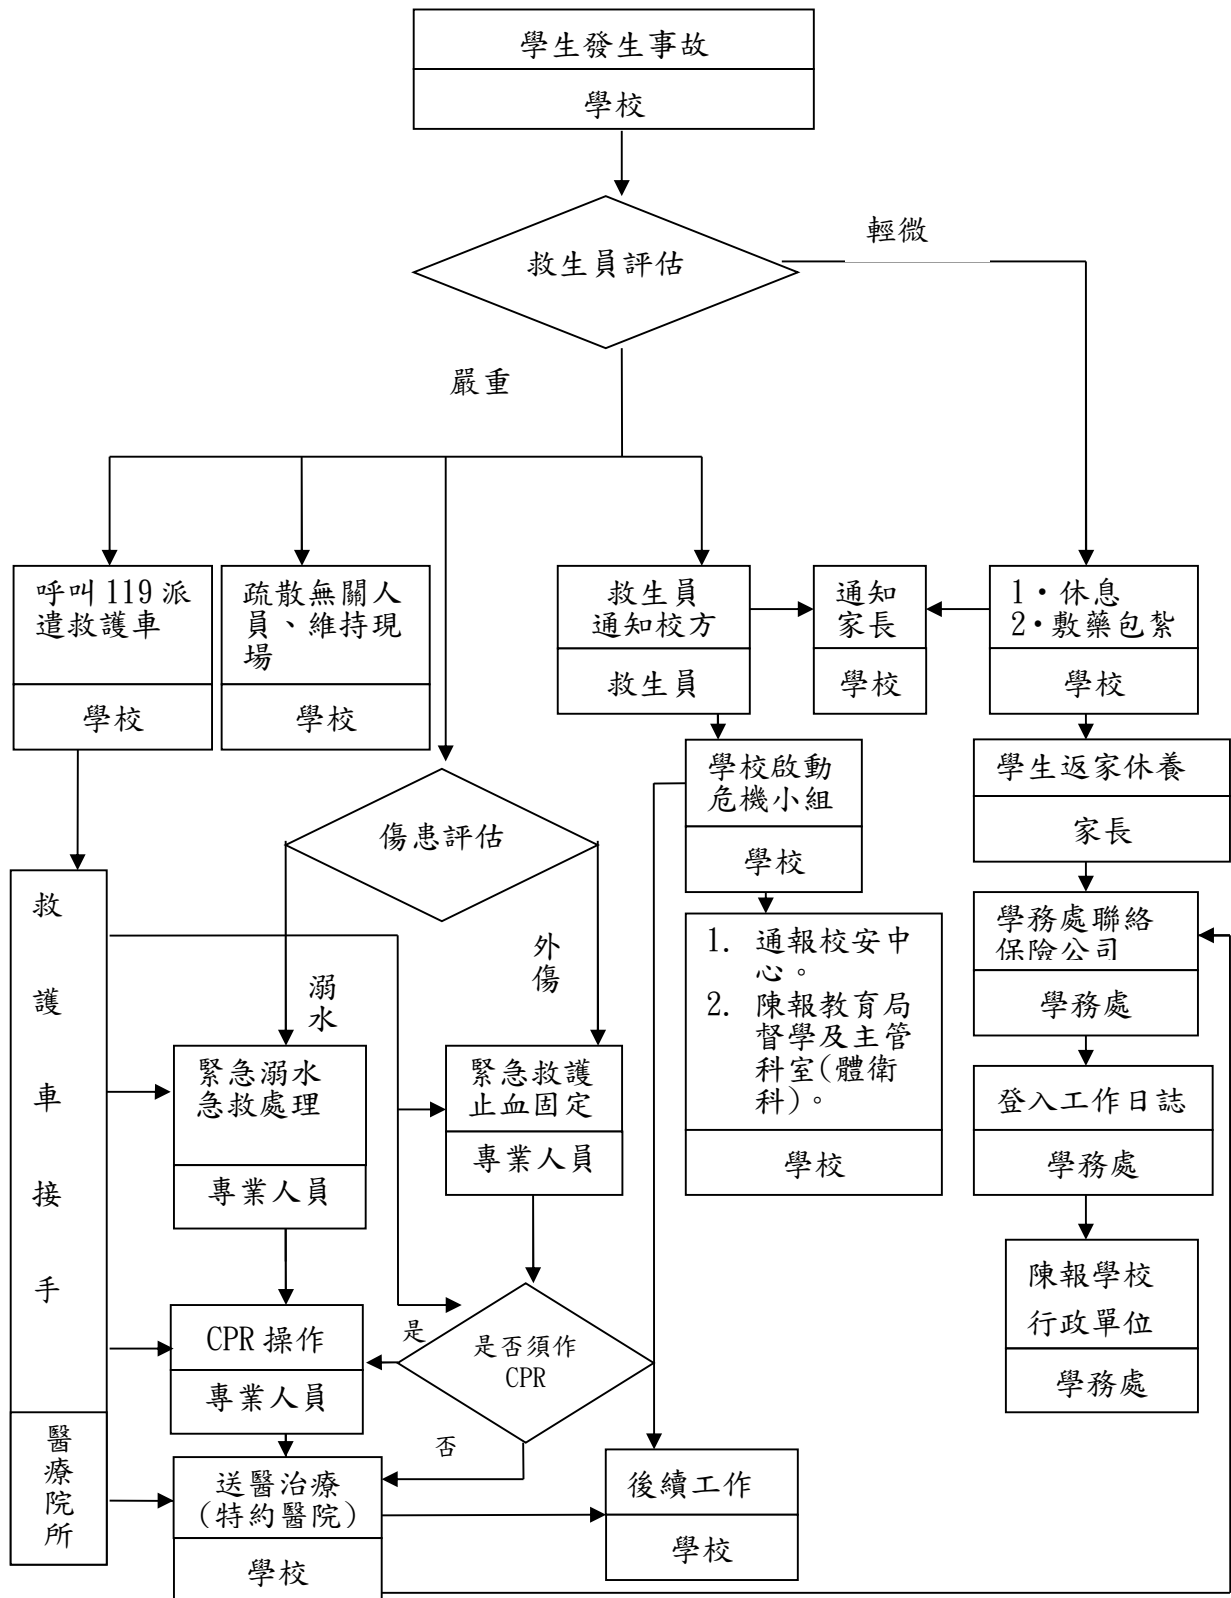 學生發生事故
學校
救生員評估
輕微
嚴重
呼叫119派
遣救護車
學校
疏散無關人
員、維持現
場
學校
救生員
通知校方
救生員
通知
家長
學校
1‧休息
2‧敷藥包紮
學校
傷患評估
學校啟動
危機小組
學校
學生返家休養
家長
救護車接手
溺水
外傷
1. 通報校安中
心。
2. 陳報教育局
督學及主管
科室(體衛
科)。
學校
學務處聯絡
保險公司
學務處
緊急溺水
急救處理
專業人員
緊急救護
止血固定
專業人員
登入工作日誌
學務處
陳報學校
行政單位
學務處
CPR操作
專業人員
是
是否須作
CPR
否
醫療院所
送醫治療
(特約醫院)
學校
後續工作
學校